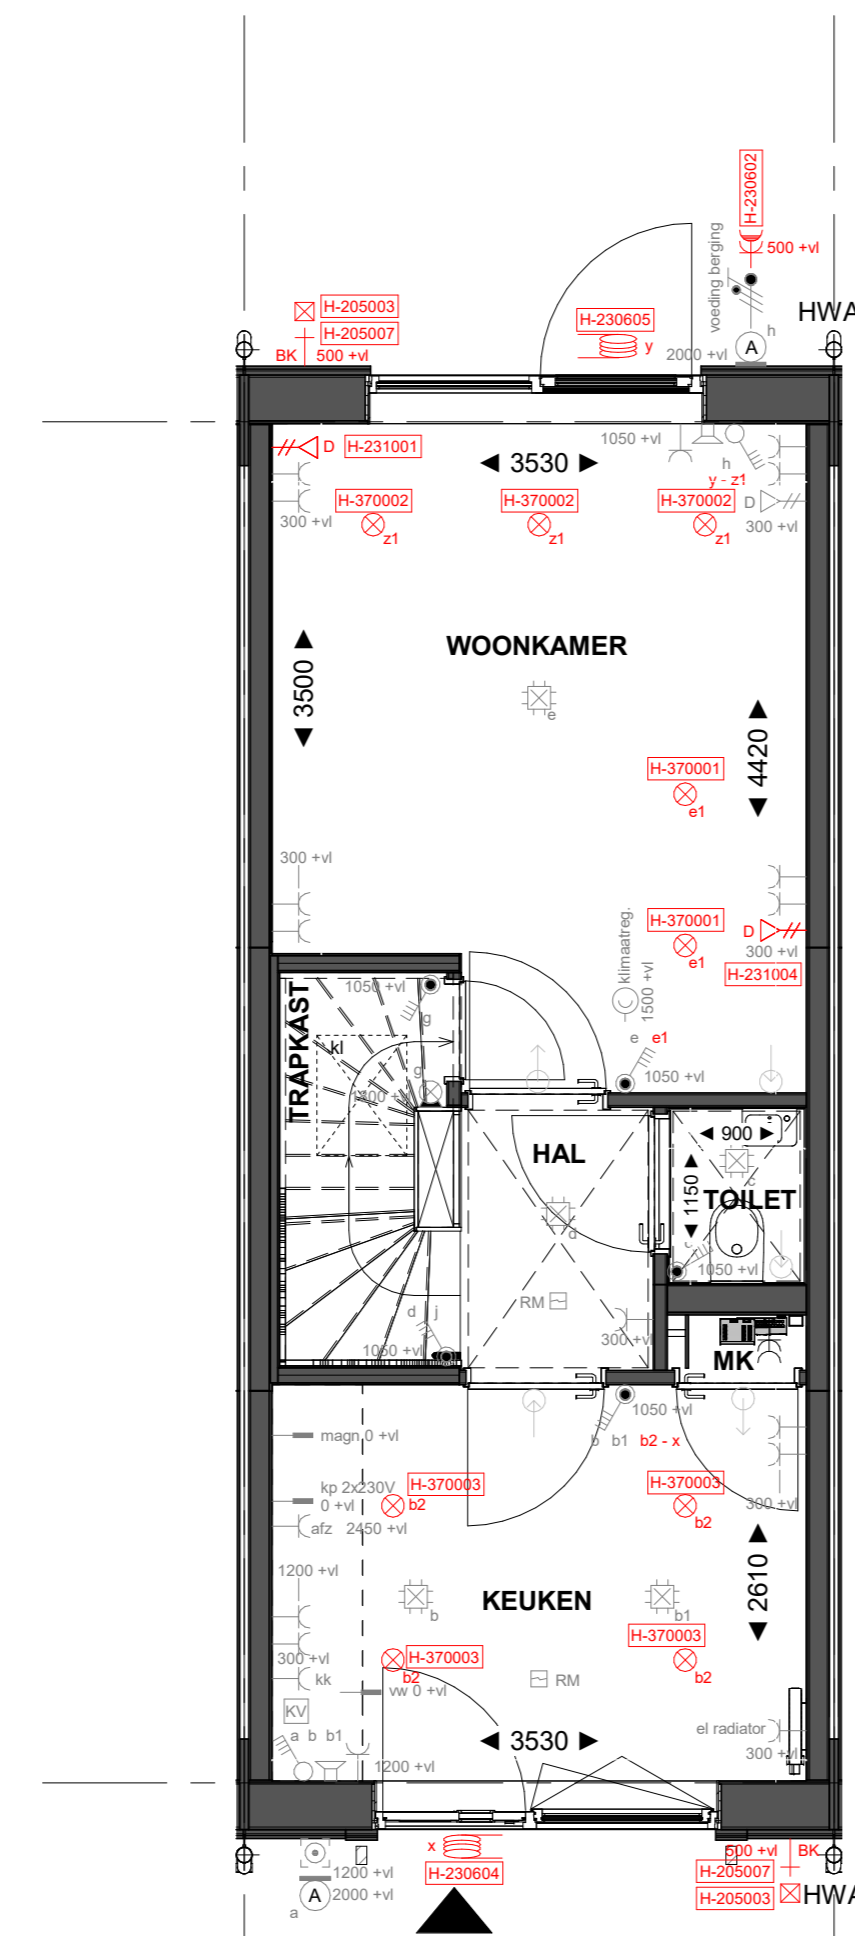 H-230602
500 +vl
voeding berging
H-205003
H-205007
BK 500 +vl
H-230605
y
2000 +vl
A
h
HWA
D H-231001
3530
1050 +vl
h
y - z1
300 +vl
H-370002
z1
H-370002
z1
H-370002
z1
D
300 +vl
WOONKAMER
3500
e
4420
H-370001
e1
300 +vl
H-370001
e1
D
300 +vl
H-231004
klimaatreg.
1500 +vl
e e1
1050 +vl
TRAPKAST
1050 +vl
g
kl
g
HAL
d
900
1150
c
TOILET
1050 +vl
RM
300 +vl
d j
1050 +vl
MK
1050 +vl
b b1 b2 - x
magn 0 +vl
kp 2x230V
0 +vl
afz 2450 +vl
H-370003
b2
H-370003
b2
300 +vl
1200 +vl
KEUKEN
b
b1
2610
300 +vl
kk
H-370003
b2
H-370003
b2
RM
vw 0 +vl
KV
a b b1
1200 +vl
3530
el radiator
300 +vl
x
H-230604
1200 +vl
A 2000 +vl
a
500 +vl BK
H-205007
H-205003
HWA